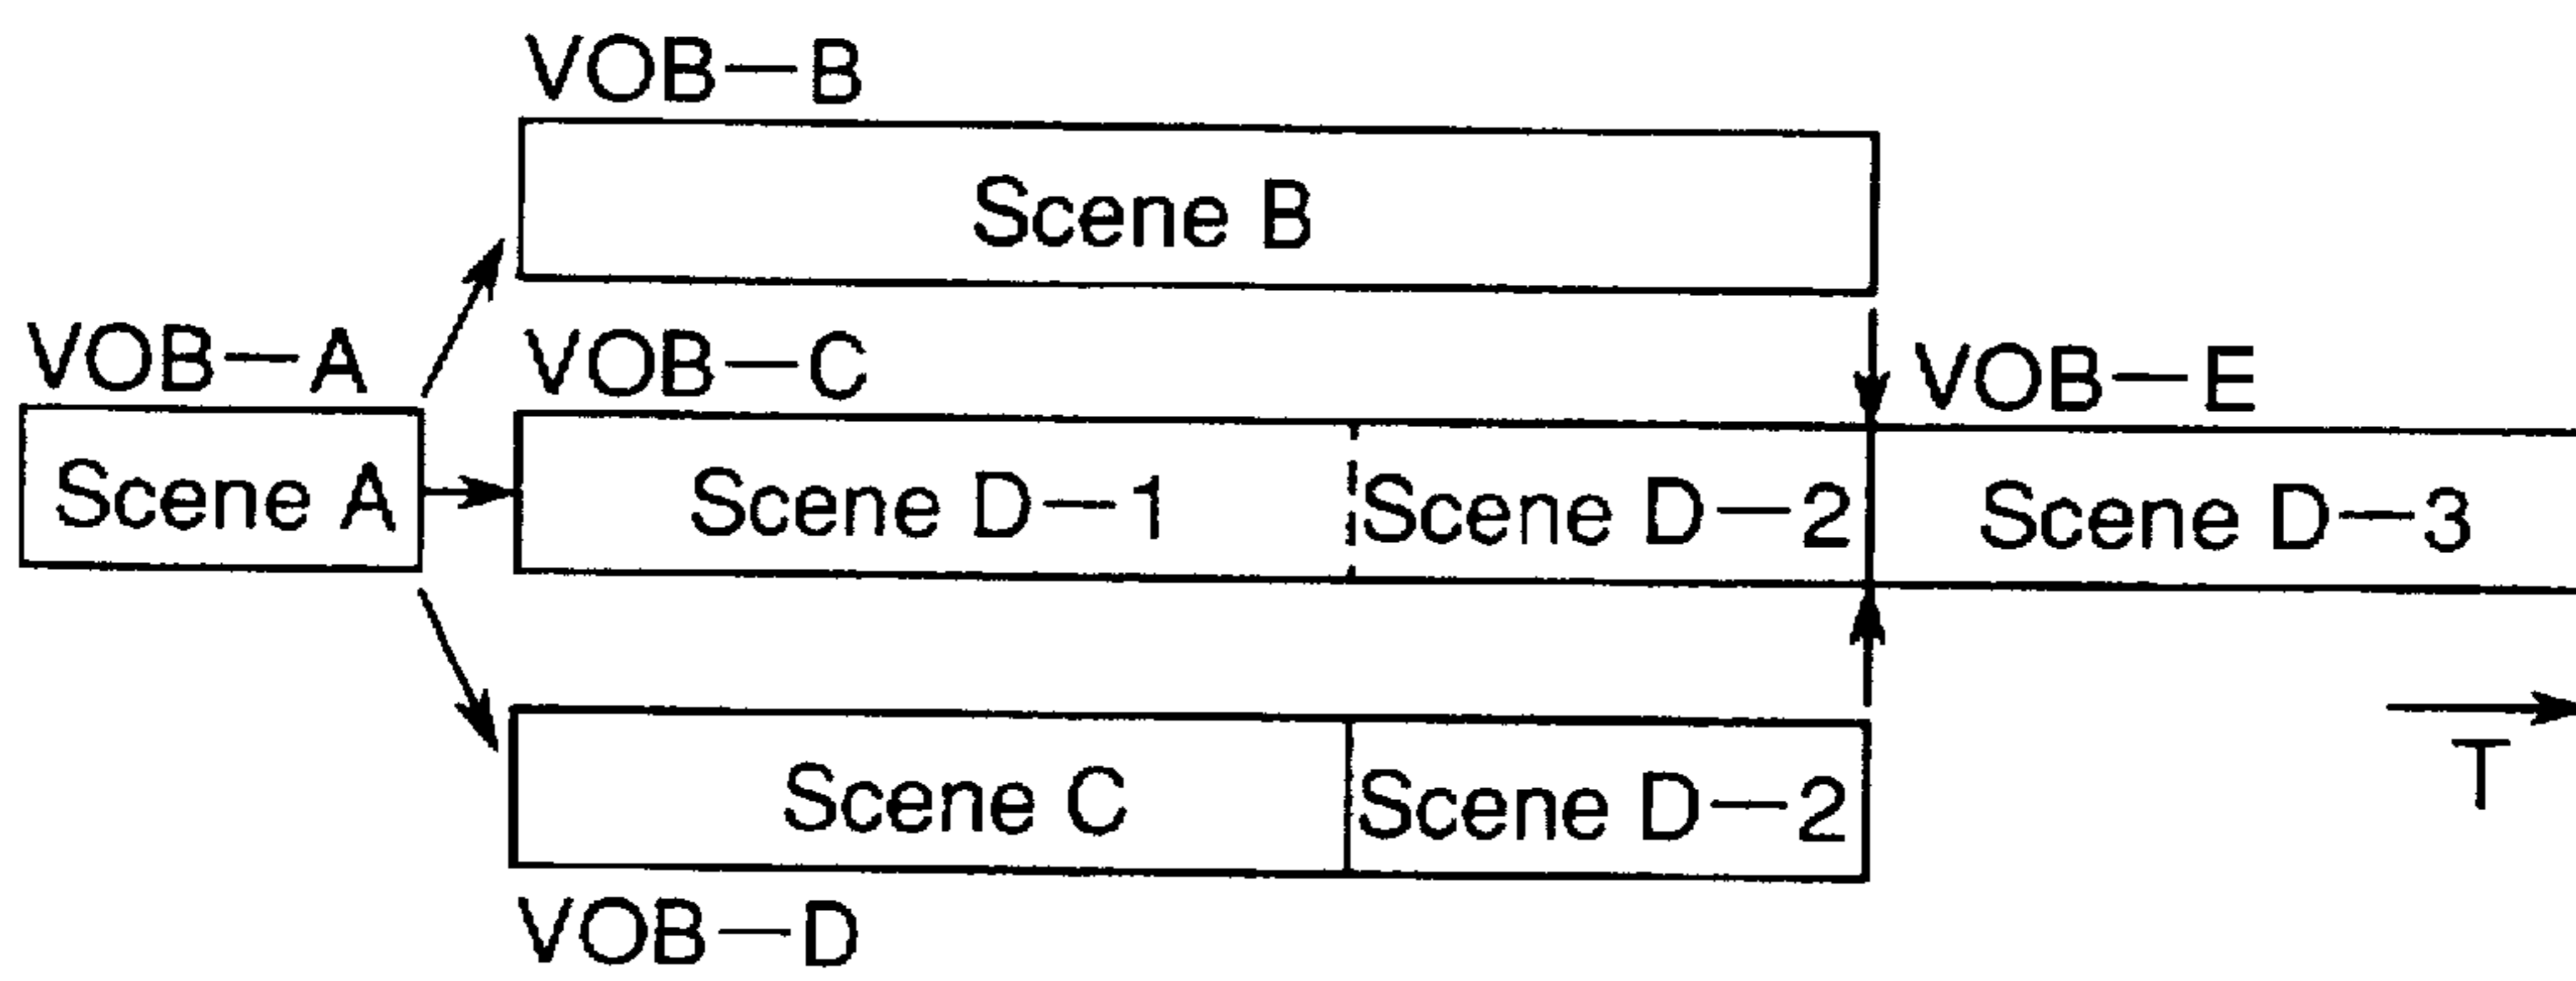 VOB—B
Scene B
VOB—A
VOB—C
VOB—E
Scene A
Scene D—1
Scene D—2
Scene D—3
T
Scene C
Scene D—2
VOB—D